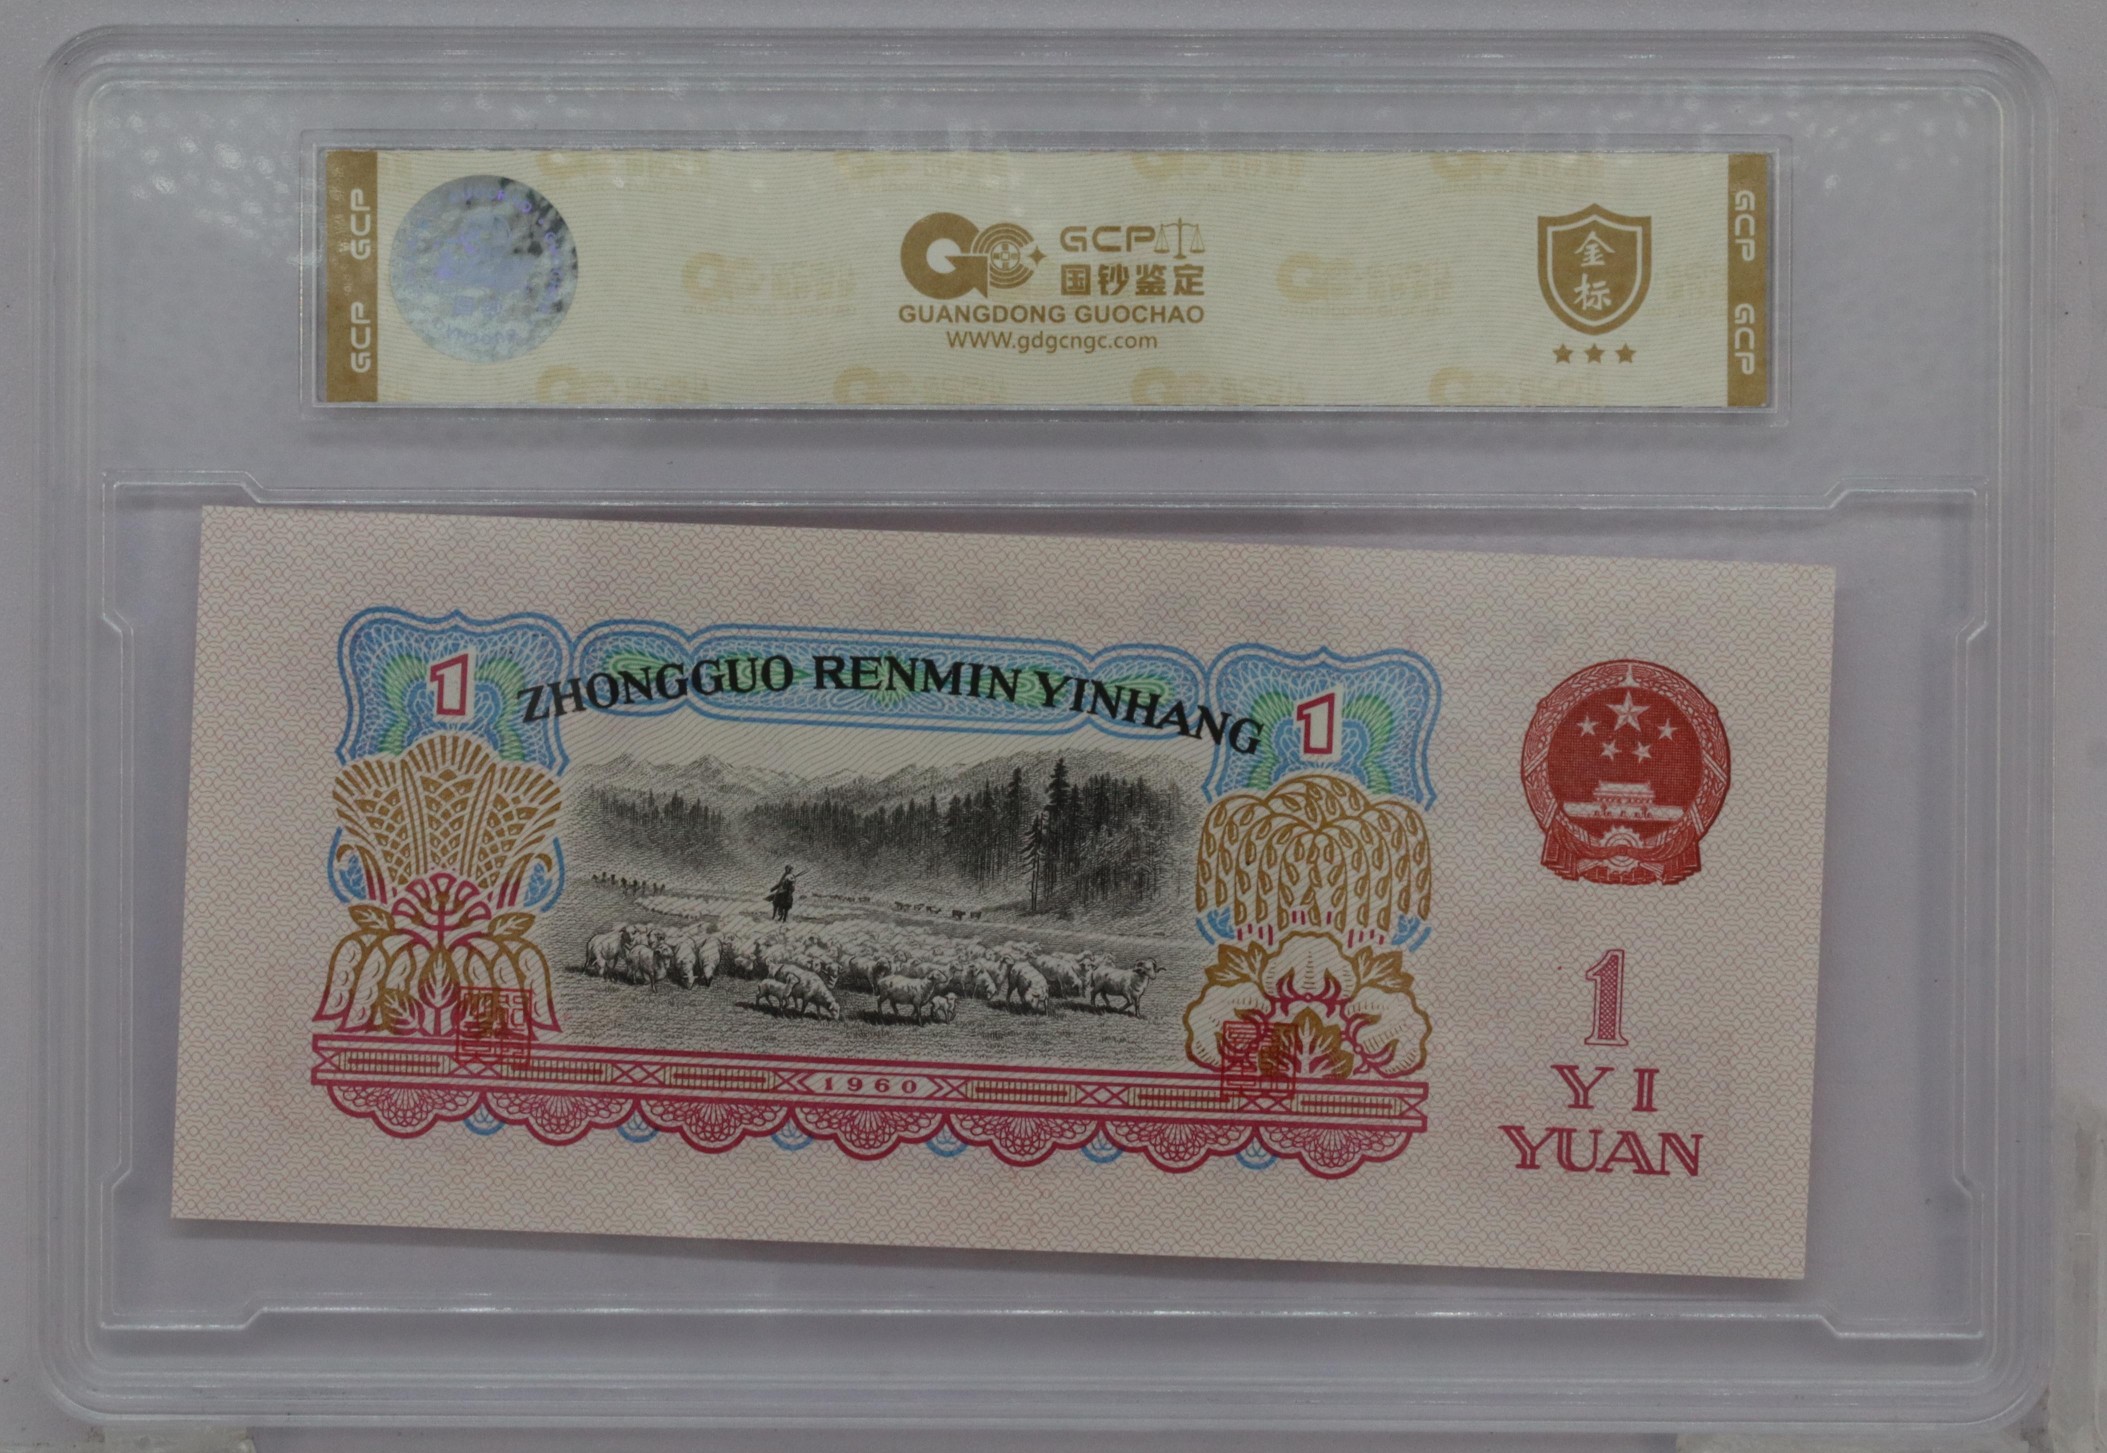 GCP
GCP
GCP
国钞鉴定
GUANGDONG GUOCHAO
WWW.gdgcngc.com
金
标
GCP
GCP
1
ZHONGGUO RENMIN YINHANG
1
1960
1
YI
YUAN